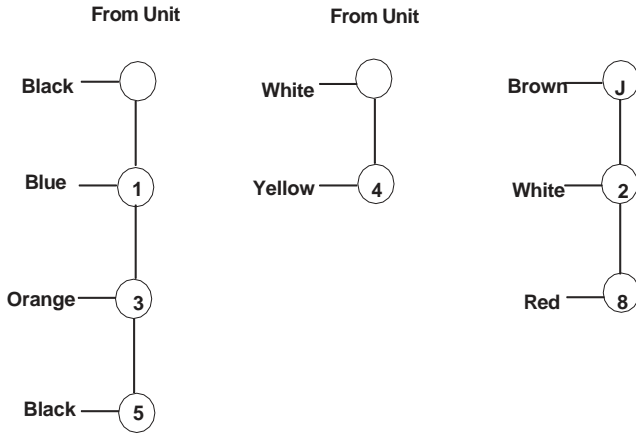 From Unit
Black
Blue 1
Orange 3
Black 5
From Unit
White
Yellow 4
Brown J
White 2
Red 8